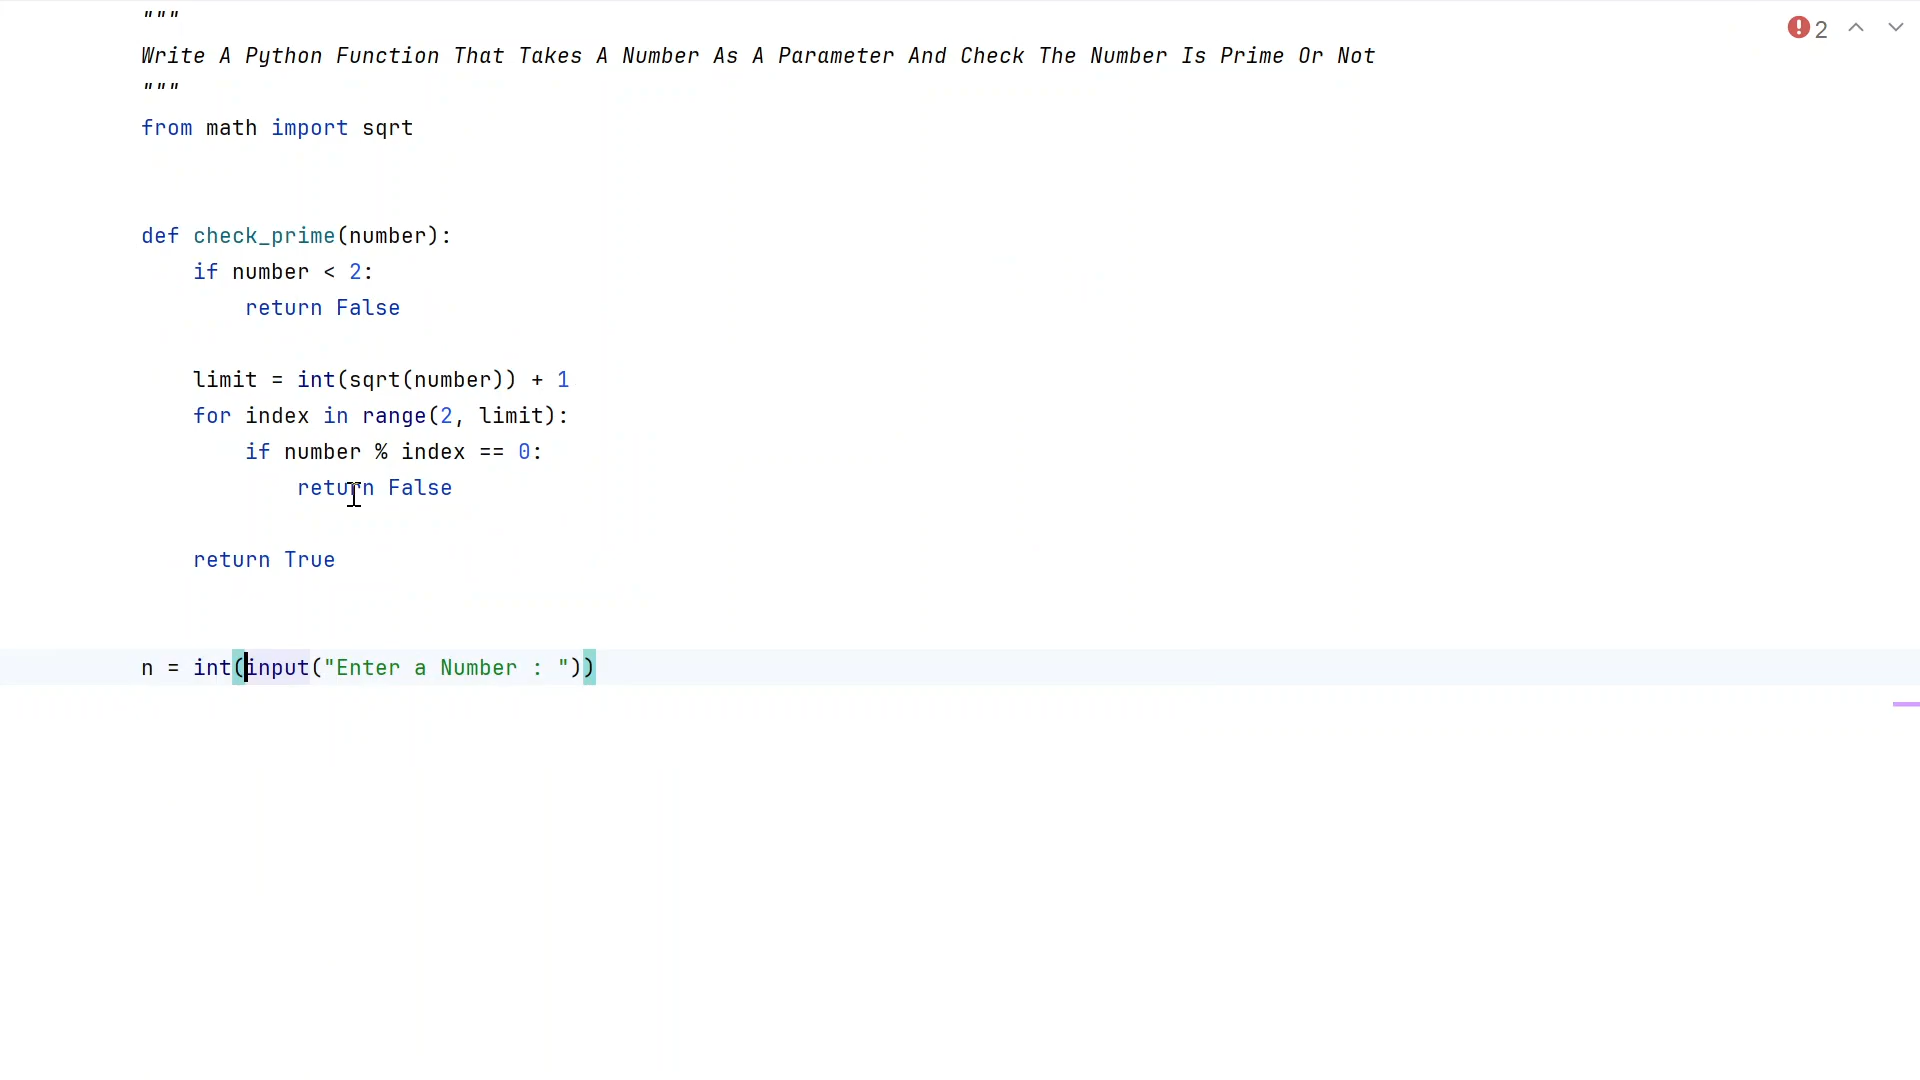 """
2
Write A Python Function That Takes A Number As A Parameter And Check The Number Is Prime Or Not
"""
from math import sqrt
def check_prime(number):
    if number < 2:
        return False
    limit = int(sqrt(number)) + 1
    for index in range(2, limit):
        if number % index == 0:
            return False
    return True
n = int(input("Enter a Number : "))